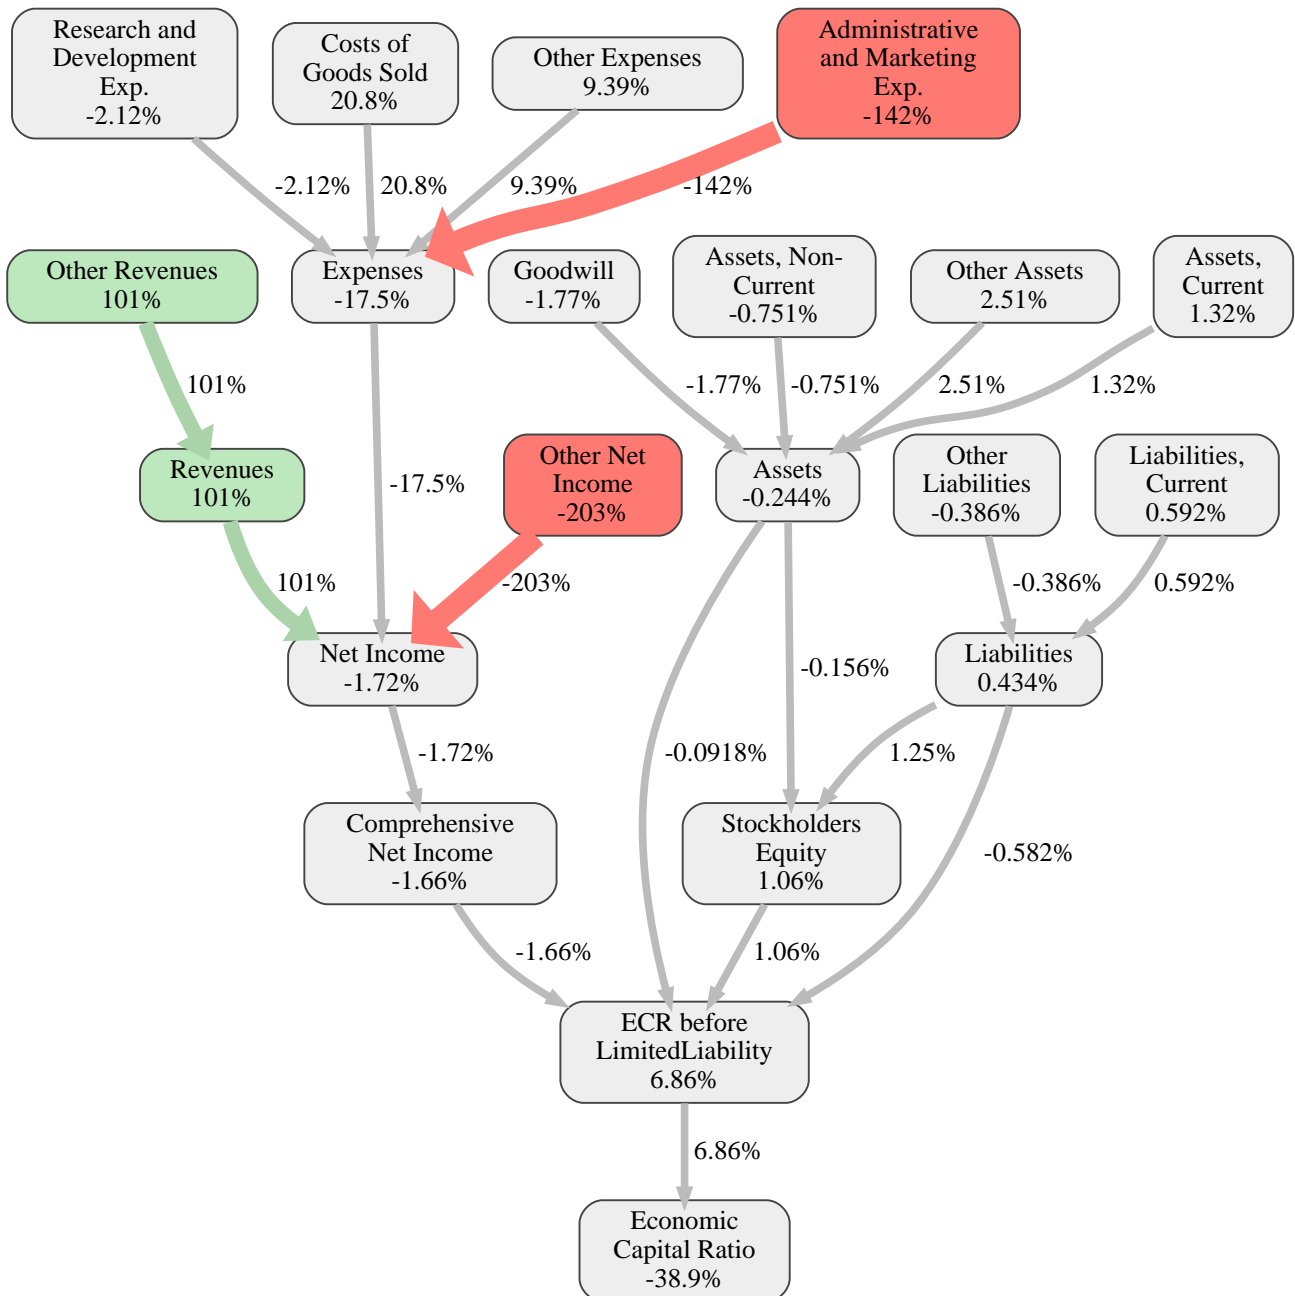 Research and
Development
Exp.
-2.12%
Costs of
Goods Sold
20.8%
Other Expenses
9.39%
Administrative
and Marketing
Exp.
-142%
-2.12%
20.8%
9.39%
-142%
Other Revenues
101%
Expenses
-17.5%
Goodwill
-1.77%
Assets, Non-
Current
-0.751%
Other Assets
2.51%
Assets,
Current
1.32%
101%
-1.77%
-0.751%
2.51%
1.32%
Revenues
101%
-17.5%
Other Net
Income
-203%
Assets
-0.244%
Other
Liabilities
-0.386%
Liabilities,
Current
0.592%
101%
-203%
-0.386%
0.592%
Net Income
-1.72%
-0.156%
Liabilities
0.434%
-1.72%
-0.0918%
1.25%
Comprehensive
Net Income
-1.66%
Stockholders
Equity
1.06%
-0.582%
-1.66%
1.06%
ECR before
LimitedLiability
6.86%
6.86%
Economic
Capital Ratio
-38.9%